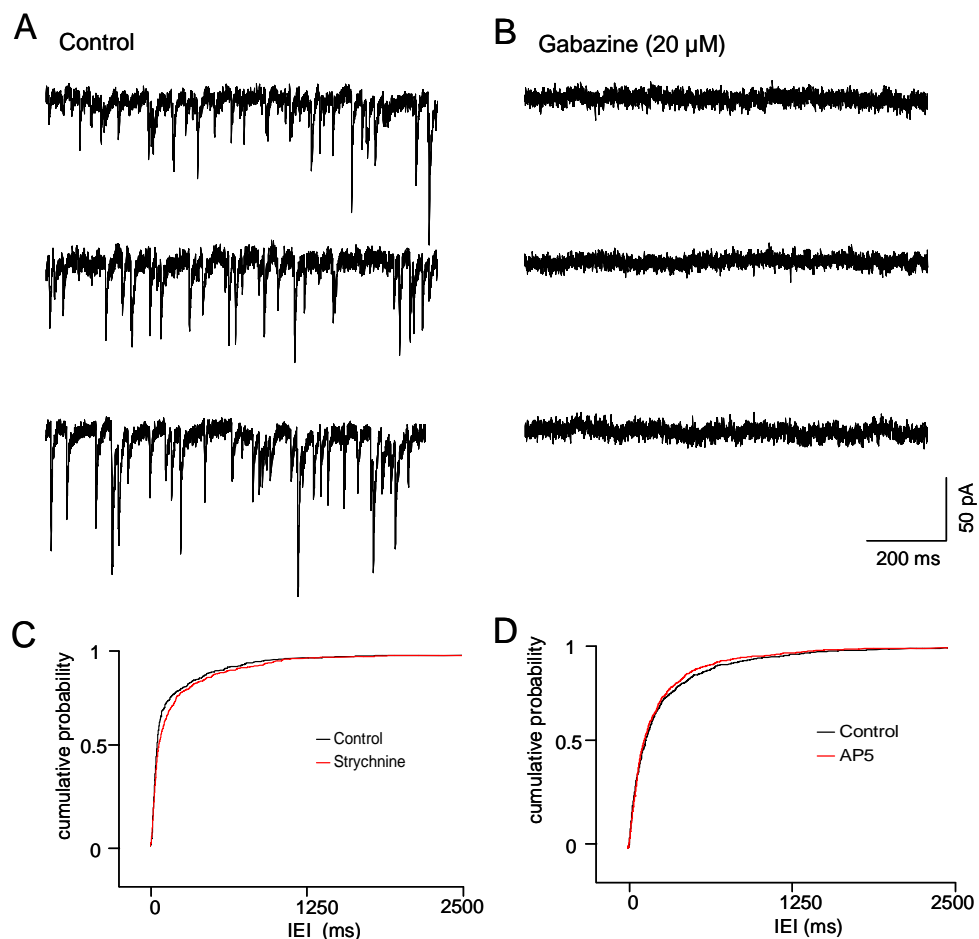 A
Control
B
Gabazine (20 µM)
50 pA
200 ms
C
cumulative probability
1
0.5
0
Control
Strychnine
0
1250
2500
IEI (ms)
D
cumulative probability
1
0.5
0
Control
AP5
0
1250
2500
IEI (ms)